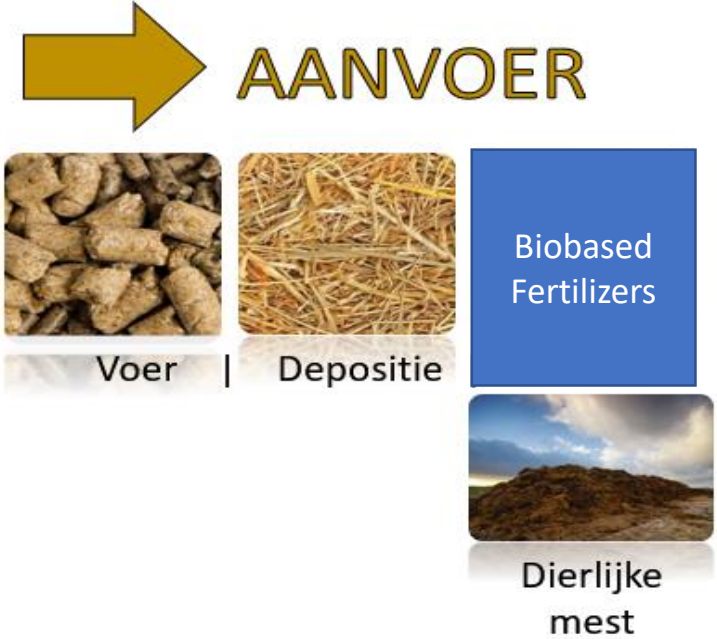 AANVOER
Biobased
Fertilizers
Voer | Depositie
Dierlijke
mest